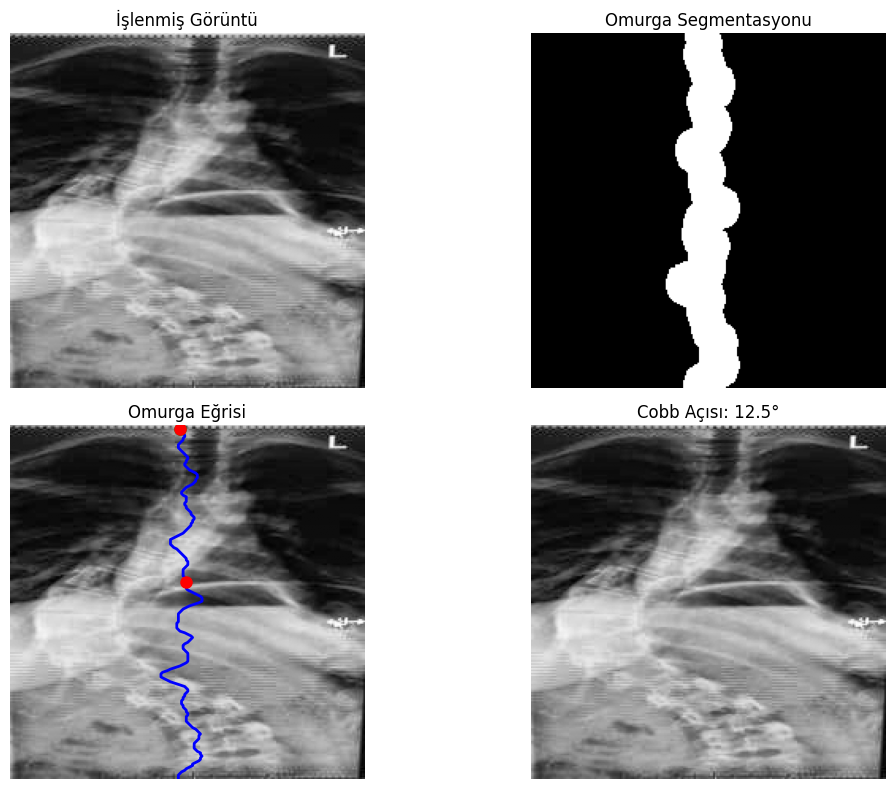 İşlenmiş Görüntü
Omurga Segmentasyonu
L
Omurga Eğrisi
Cobb Açısı: 12.5°
L
L